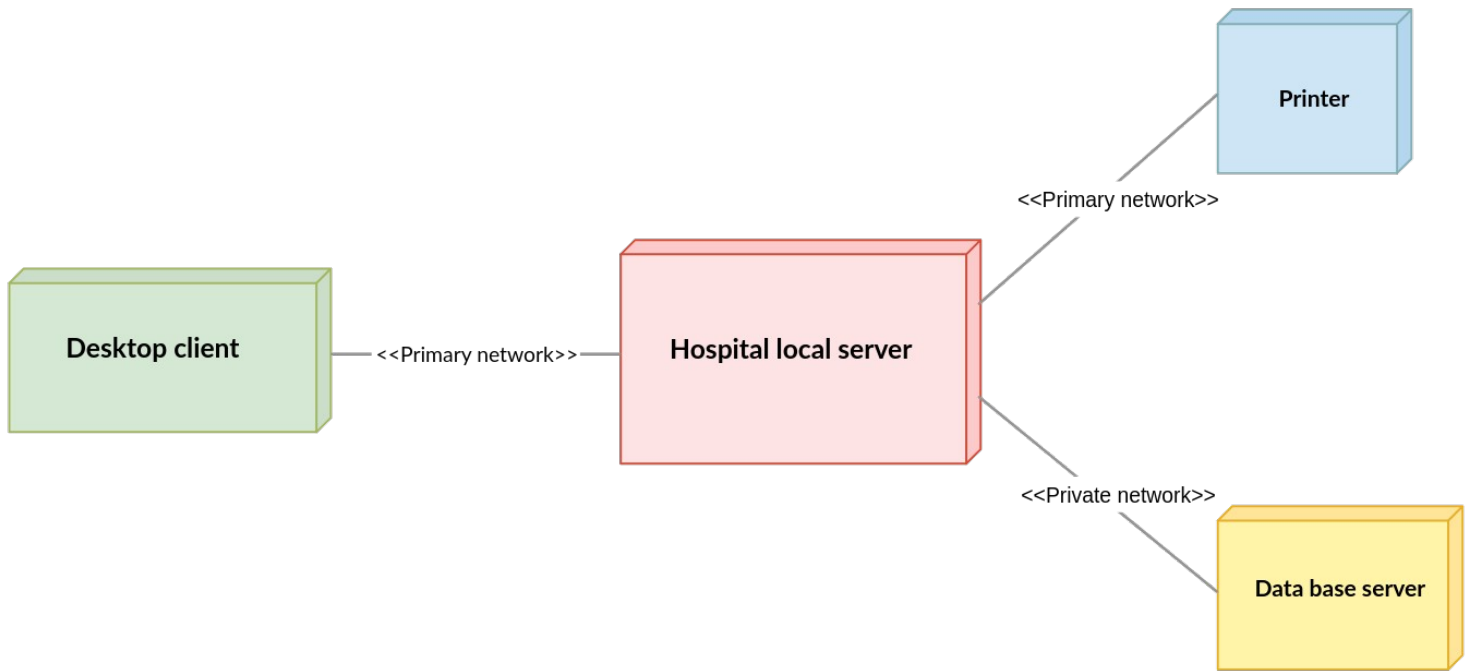 Printer
<<Primary network>>
Desktop client
<<Primary network>>
Hospital local server
<<Private network>>
Data base server